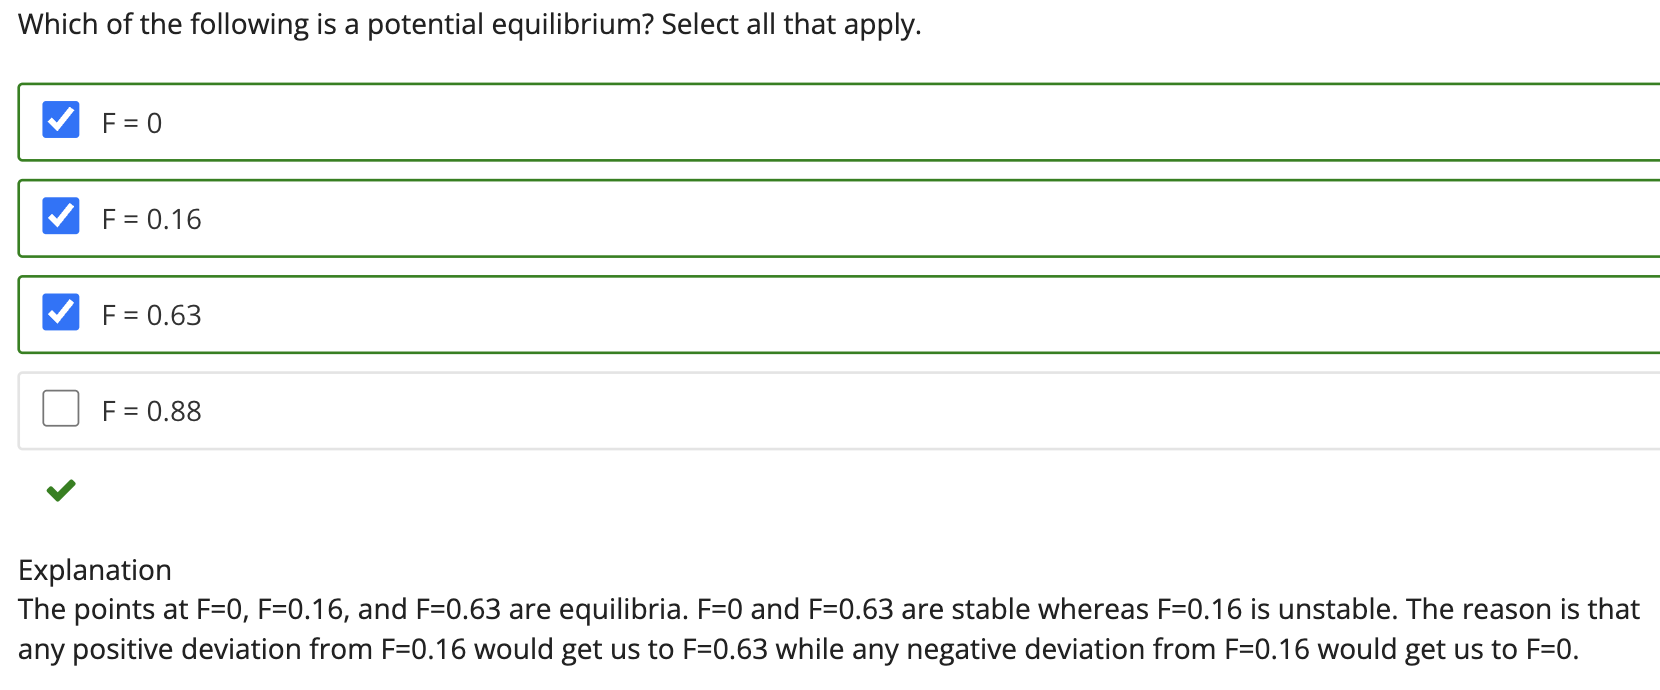 Which of the following is a potential equilibrium? Select all that apply.
F = 0
F = 0.16
F = 0.63
F = 0.88
Explanation
The points at F=0, F=0.16, and F=0.63 are equilibria. F=0 and F=0.63 are stable whereas F=0.16 is unstable. The reason is that
any positive deviation from F=0.16 would get us to F=0.63 while any negative deviation from F=0.16 would get us to F=0.